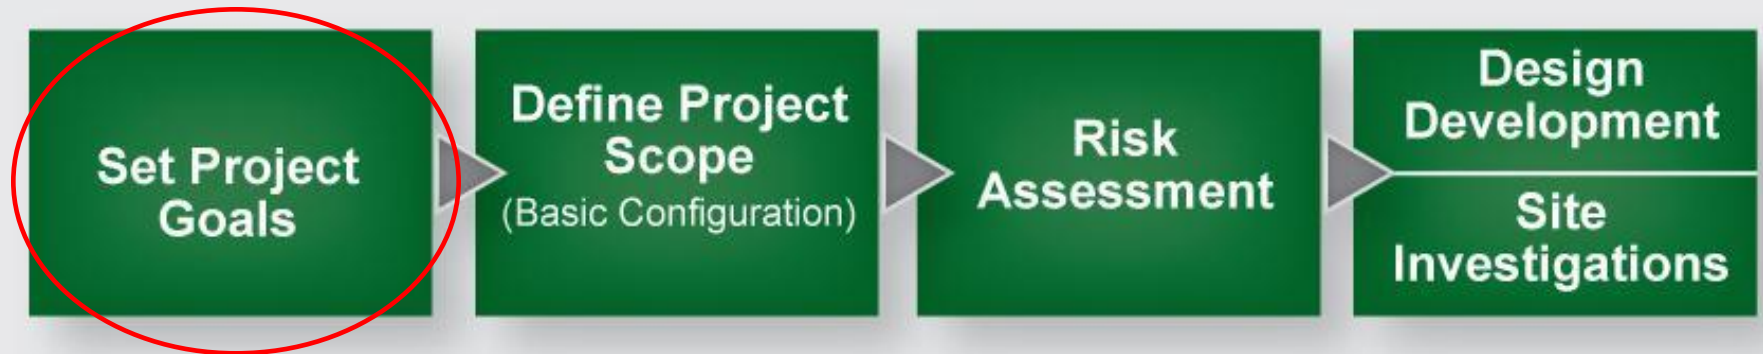 Set Project
Goals
Define Project
Scope
(Basic Configuration)
Risk
Assessment
Design
Development
Site
Investigations